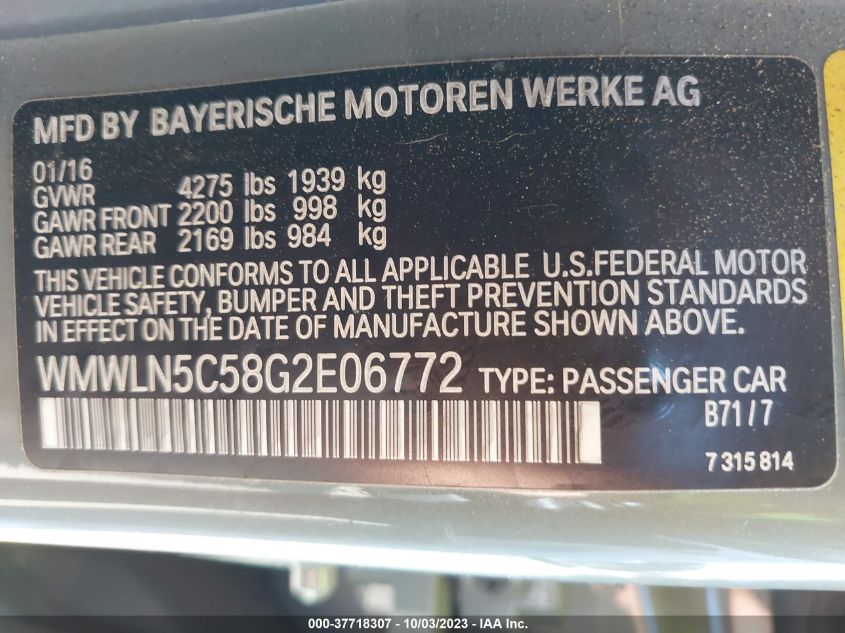 MFD BY BAYERISCHE MOTOREN WERKE AG
01/16
GVWR 4275 lbs 1939 kg
GAWR FRONT 2200 lbs 998 kg
GAWR REAR 2169 lbs 984 kg
THIS VEHICLE CONFORMS TO ALL APPLICABLE U.S.FEDERAL MOTOR
VEHICLE SAFETY, BUMPER AND THEFT PREVENTION STANDARDS
IN EFFECT ON THE DATE OF MANUFACTURE SHOWN ABOVE.
WMWLN5C58G2E06772 TYPE: PASSENGER CAR
B71/7
7 315 814
000-37718307 - 10/03/2023 - IAA, Inc.